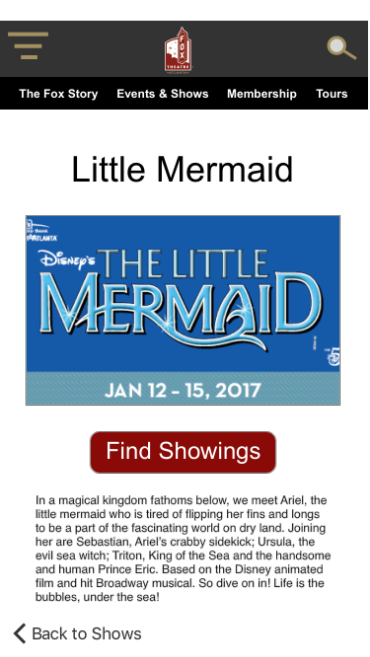 FOX
THEATRE
The Fox Story Events & Shows Membership Tours
Little Mermaid
ATLANTA
Disney's THE LITTLE
MERMAID
JAN 12 - 15, 2017
Find Showings
In a magical kingdom fathoms below, we meet Ariel, the
little mermaid who is tired of flipping her fins and longs
to be a part of the fascinating world on dry land. Joining
her are Sebastian, Ariel's crabby sidekick; Ursula, the
evil sea witch; Triton, King of the Sea and the handsome
and human Prince Eric. Based on the Disney animated
film and hit Broadway musical. So dive on in! Life is the
bubbles, under the sea!
Back to Shows